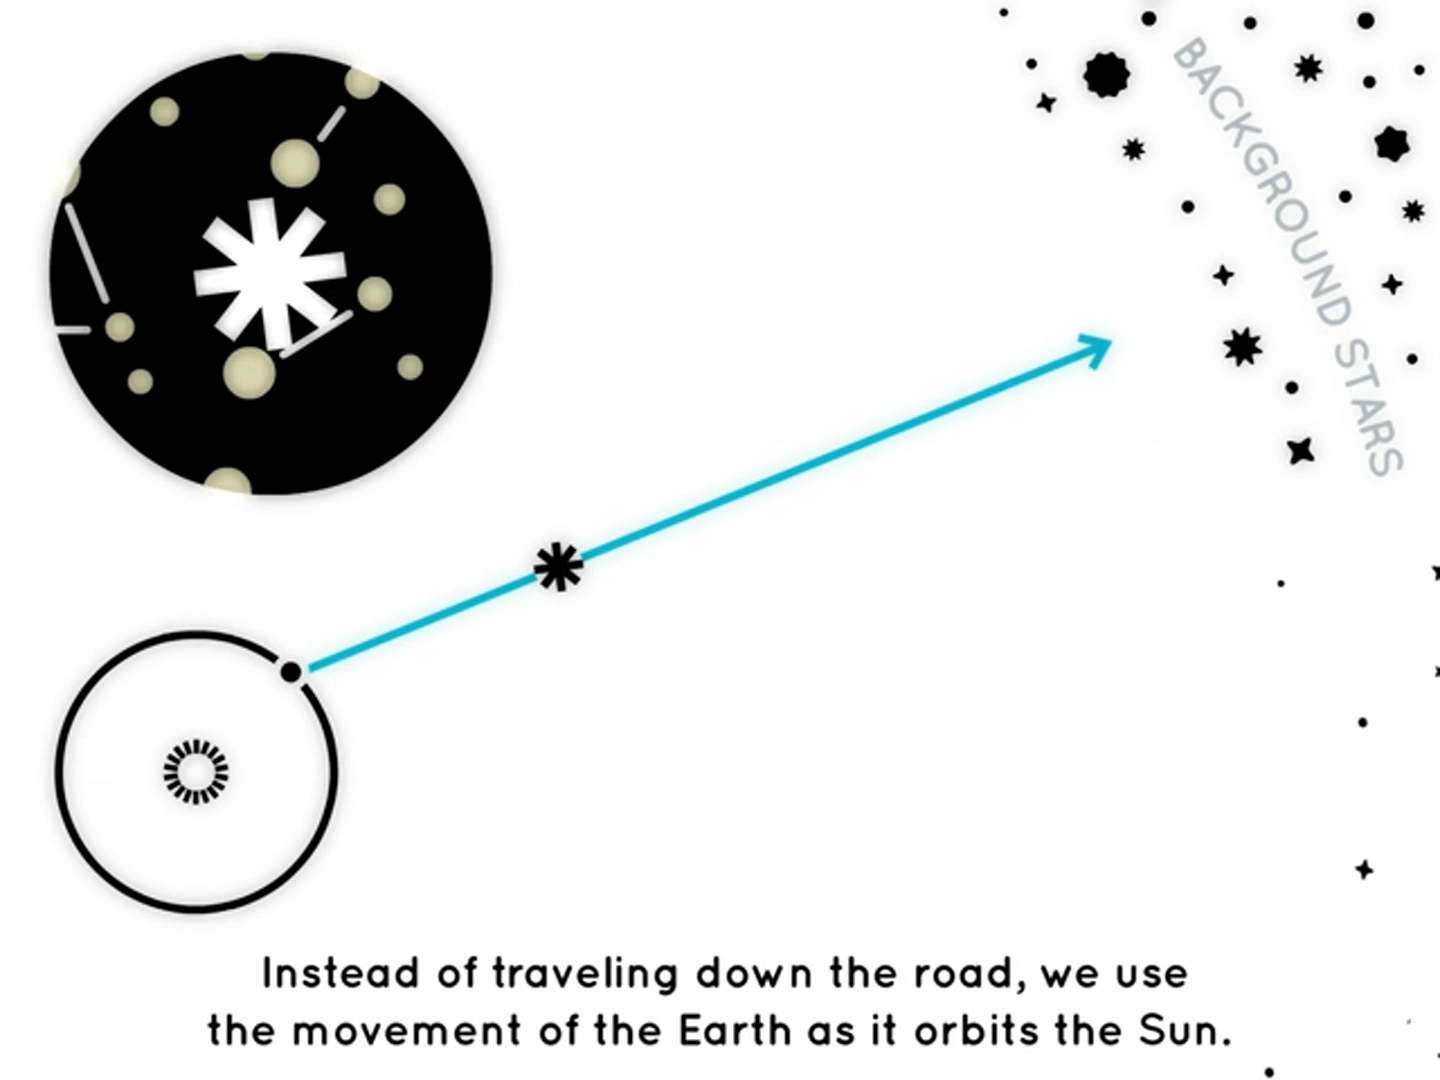 BACKGROUND STARS
Instead of traveling down the road, we use
the movement of the Earth as it orbits the Sun.